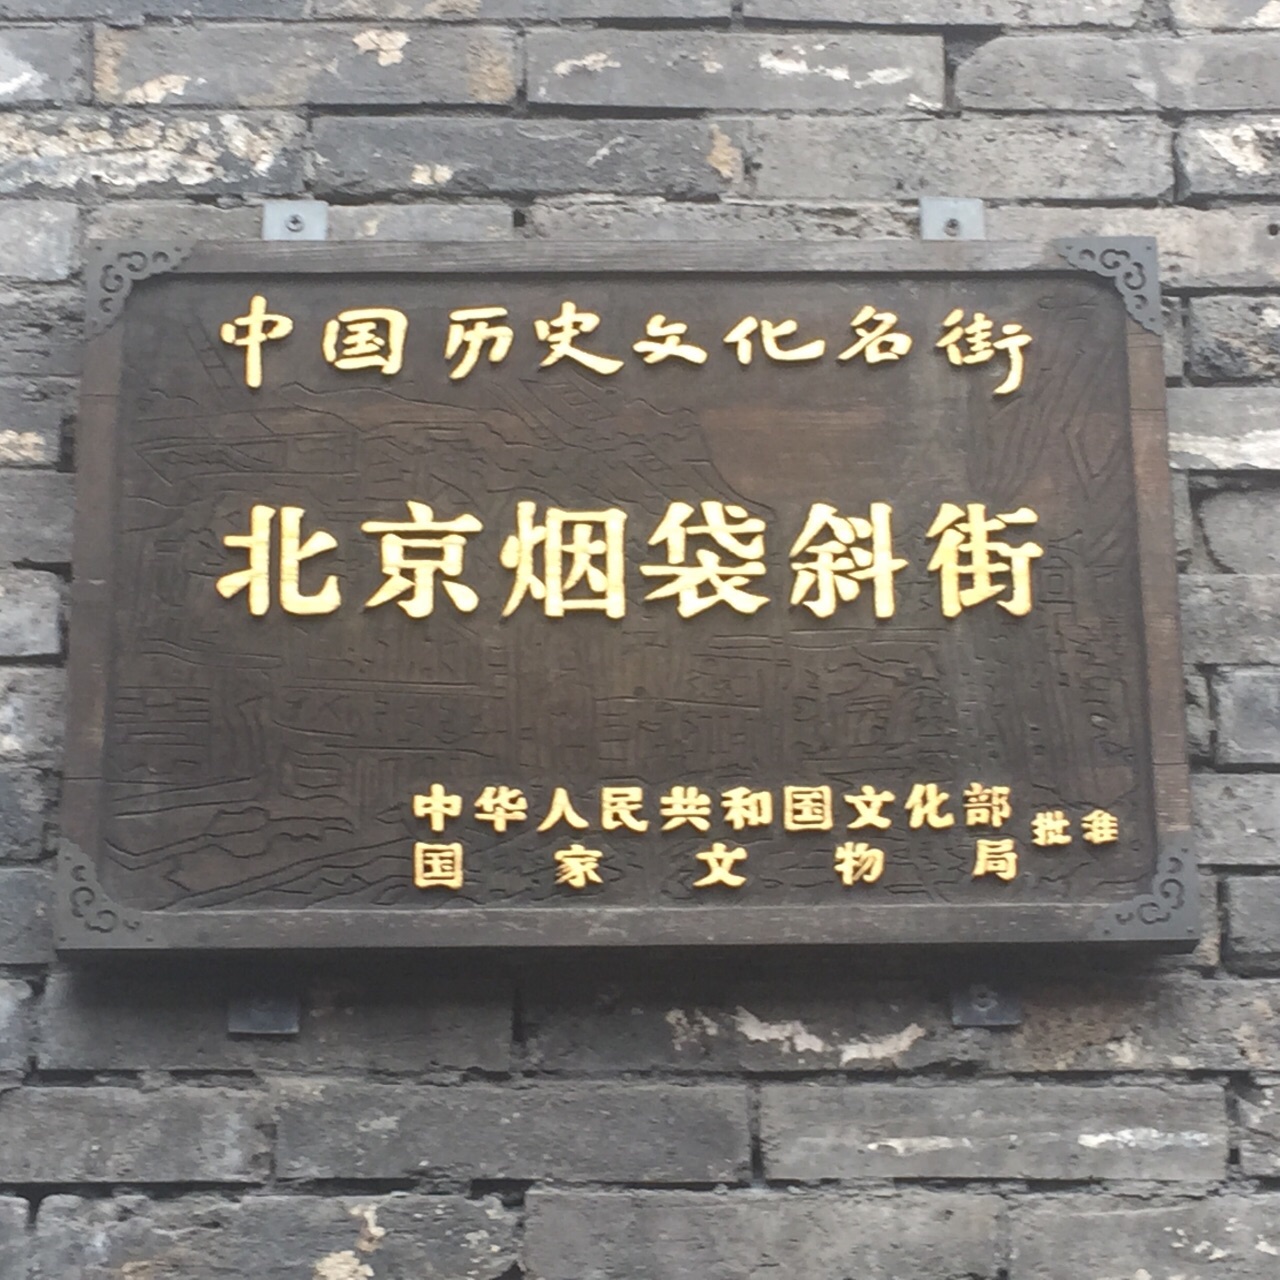 中国历史文化名街
北京烟袋斜街
中华人民共和国文化部
国家文物局
批准